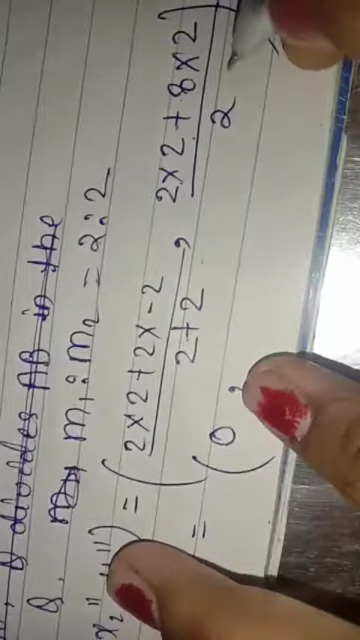 divides AB in the
Q. m₁:m₂ = 2:2
x₂", ") = ( (2×2+2×-2)/(2+2) , (2×2+8×2)/2 )
= ( 0 ,